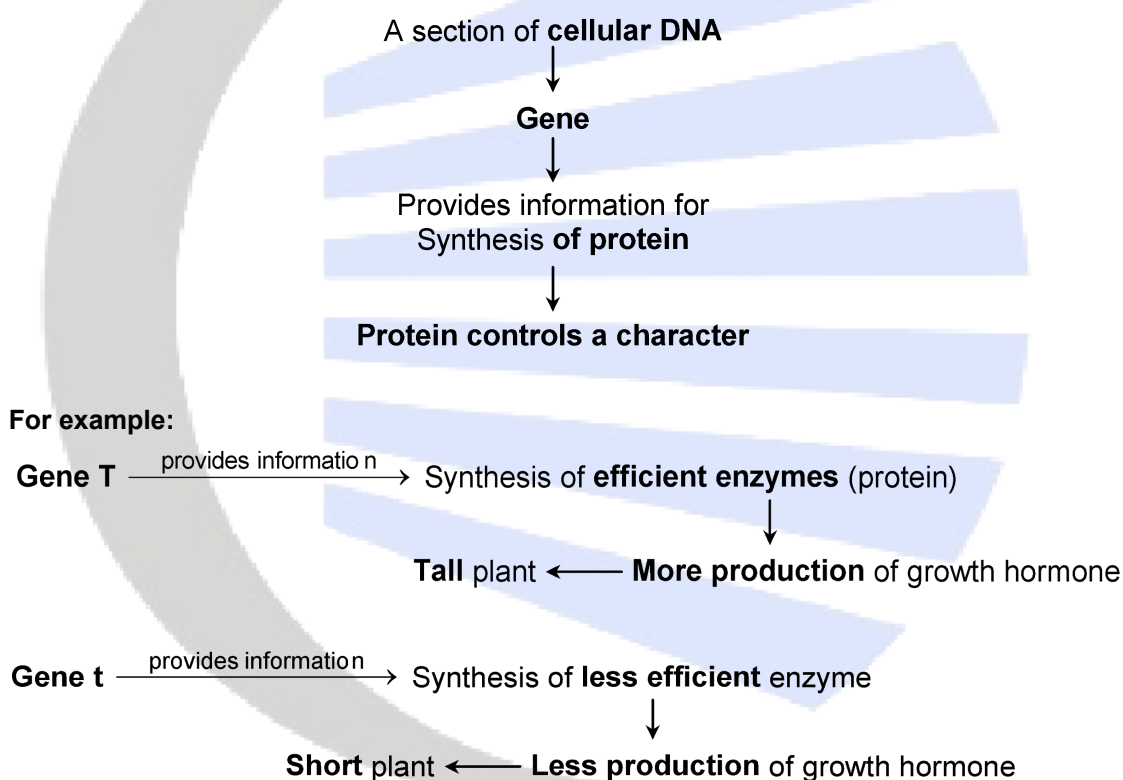 A section of cellular DNA
Gene
Provides information for
Synthesis of protein
Protein controls a character
For example:
Gene T provides information Synthesis of efficient enzymes (protein)
Tall plant More production of growth hormone
Gene t provides information Synthesis of less efficient enzyme
Short plant Less production of growth hormone